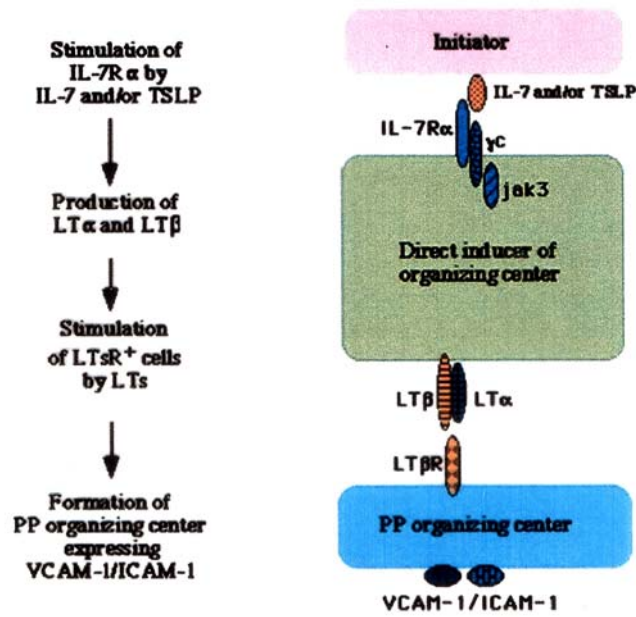 Stimulation of
IL-7R α by
IL-7 and/or TSLP
Production of
LTα and LTβ
Stimulation
of LTsR+ cells
by LTs
Formation of
PP organizing center
expressing
VCAM-1/ICAM-1
Initiator
IL-7 and/or TSLP
IL-7Rα
γC
jak3
Direct inducer of
organizing center
LTβ
LTα
LTβR
PP organizing center
VCAM-1/ICAM-1